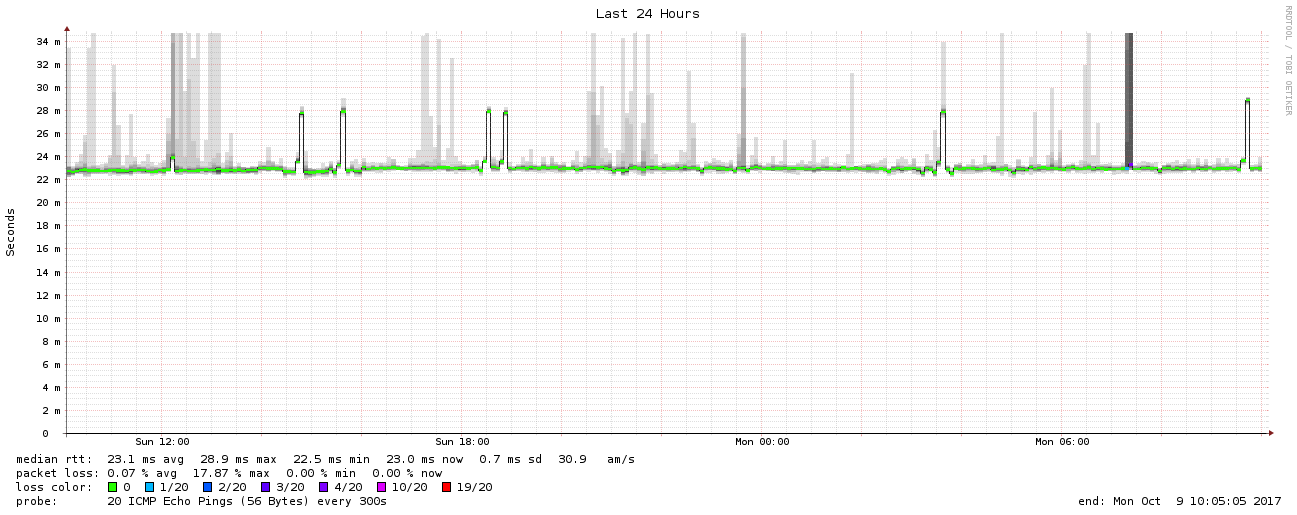 Last 24 Hours
RRDTOOL / TOBI OETIKER
Seconds
34 m
32 m
30 m
28 m
26 m
24 m
22 m
20 m
18 m
16 m
14 m
12 m
10 m
8 m
6 m
4 m
2 m
0
Sun 12:00 Sun 18:00 Mon 00:00 Mon 06:00
median rtt: 23.1 ms avg 28.9 ms max 22.5 ms min 23.0 ms now 0.7 ms sd 30.9 am/s
packet loss: 0.07 % avg 17.87 % max 0.00 % min 0.00 % now
loss color: 0 1/20 2/20 3/20 4/20 10/20 19/20
probe: 20 ICMP Echo Pings (56 Bytes) every 300s end: Mon Oct 9 10:05:05 2017